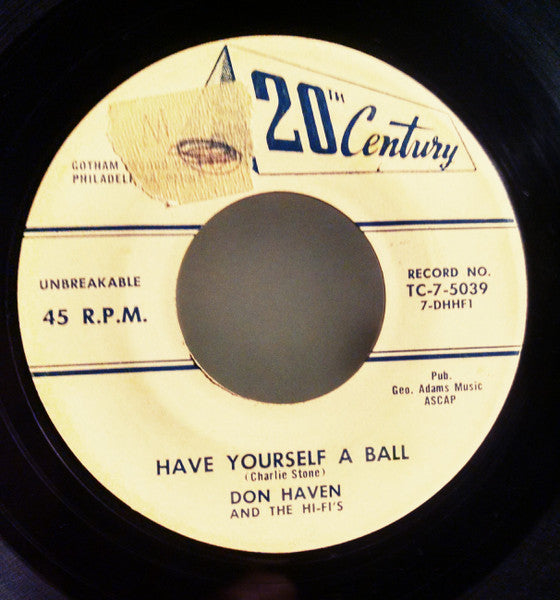 20TH Century
GOTHAM
PHILADEL
UNBREAKABLE
45 R.P.M.
RECORD NO.
TC-7-5039
7-DHHF1
Pub.
Geo. Adams Music
ASCAP
HAVE YOURSELF A BALL
(Charlie Stone)
DON HAVEN
AND THE HI-FI'S